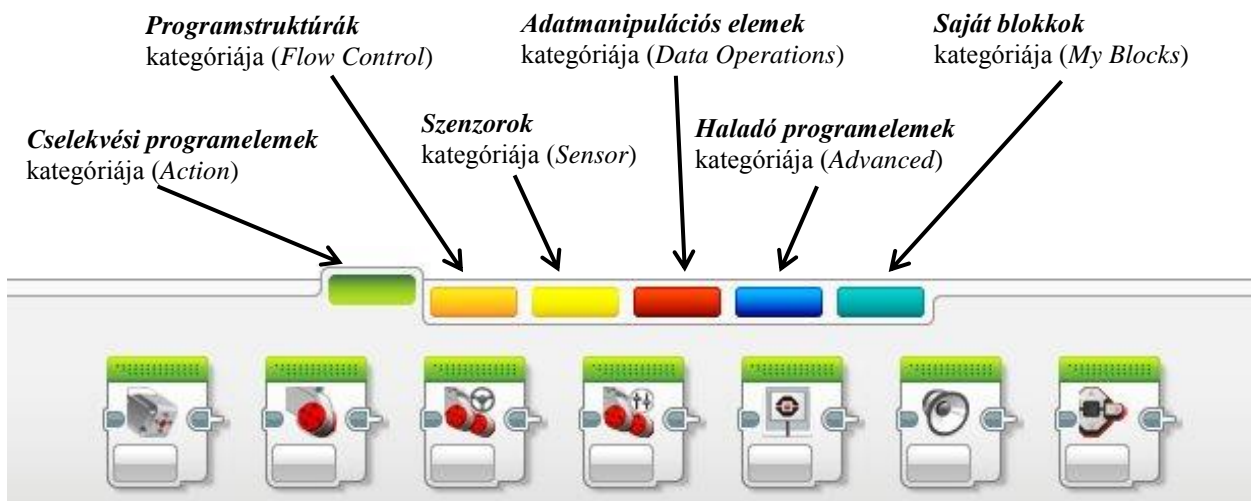 Programstruktúrák
kategóriája (Flow Control)
Adatmanipulációs elemek
kategóriája (Data Operations)
Saját blokkok
kategóriája (My Blocks)
Cselekvési programelemek
kategóriája (Action)
Szenzorok
kategóriája (Sensor)
Haladó programelemek
kategóriája (Advanced)